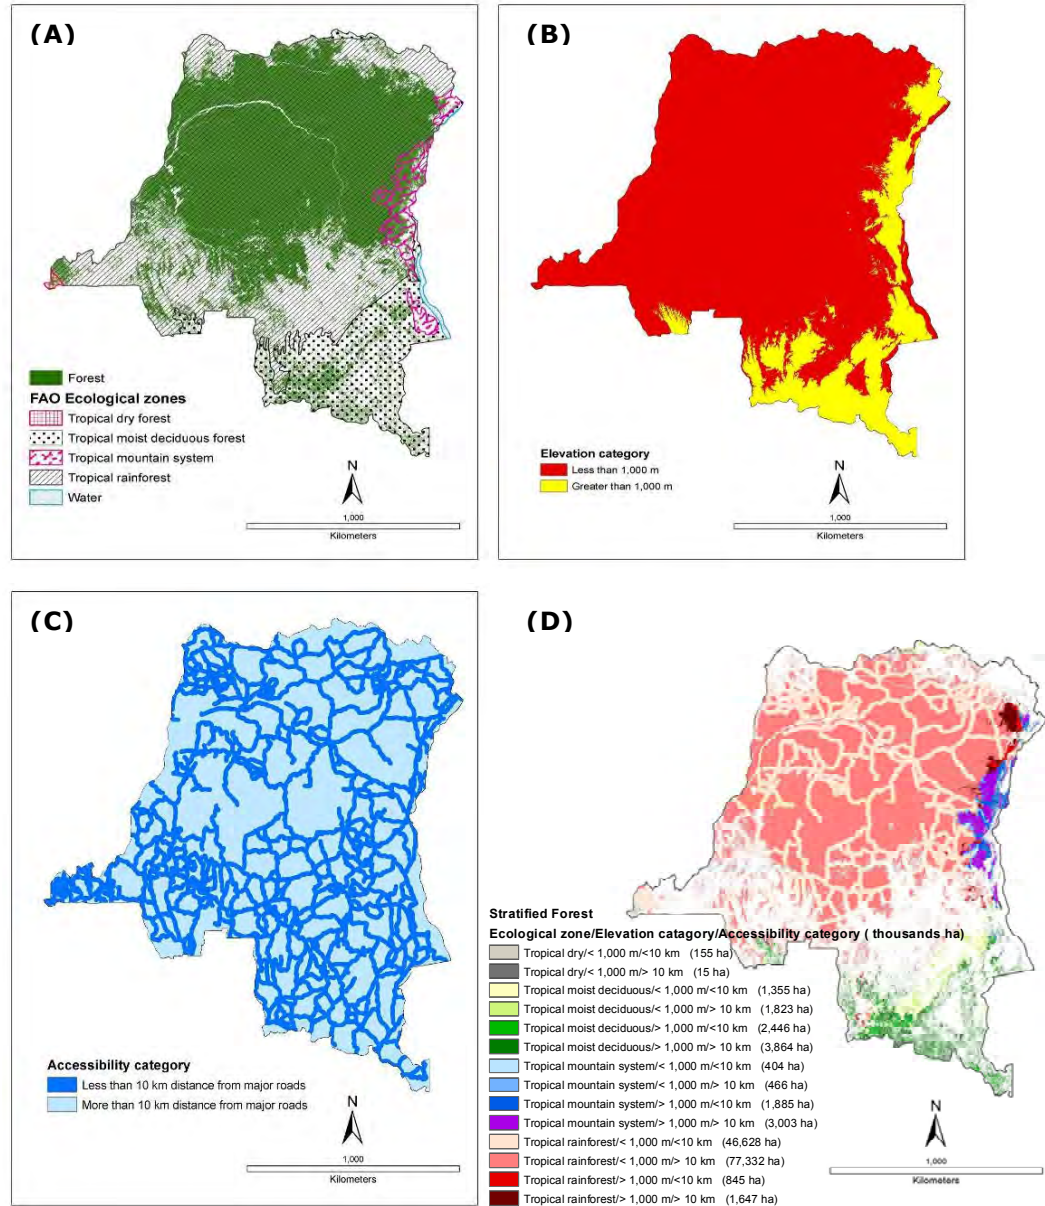 (A)
Forest
FAO Ecological zones
Tropical dry forest
Tropical moist deciduous forest
Tropical mountain system
Tropical rainforest
Water
N
1,000
Kilometers
(B)
Elevation category
Less than 1,000 m
Greater than 1,000 m
N
1,000
Kilometers
(C)
Accessibility category
Less than 10 km distance from major roads
More than 10 km distance from major roads
N
1,000
Kilometers
(D)
Stratified Forest
Ecological zone/Elevation catagory/Accessibility category ( thousands ha)
Tropical dry/< 1,000 m/<10 km (155 ha)
Tropical dry/< 1,000 m/> 10 km (15 ha)
Tropical moist deciduous/< 1,000 m/<10 km (1,355 ha)
Tropical moist deciduous/< 1,000 m/> 10 km (1,823 ha)
Tropical moist deciduous/> 1,000 m/<10 km (2,446 ha)
Tropical moist deciduous/> 1,000 m/> 10 km (3,864 ha)
Tropical mountain system/< 1,000 m/<10 km (404 ha)
Tropical mountain system/< 1,000 m/> 10 km (466 ha)
Tropical mountain system/> 1,000 m/<10 km (1,885 ha)
Tropical mountain system/> 1,000 m/> 10 km (3,003 ha)
Tropical rainforest/< 1,000 m/<10 km (46,628 ha)
Tropical rainforest/< 1,000 m/> 10 km (77,332 ha)
Tropical rainforest/> 1,000 m/<10 km (845 ha)
Tropical rainforest/> 1,000 m/> 10 km (1,647 ha)
N
1,000
Kilometers